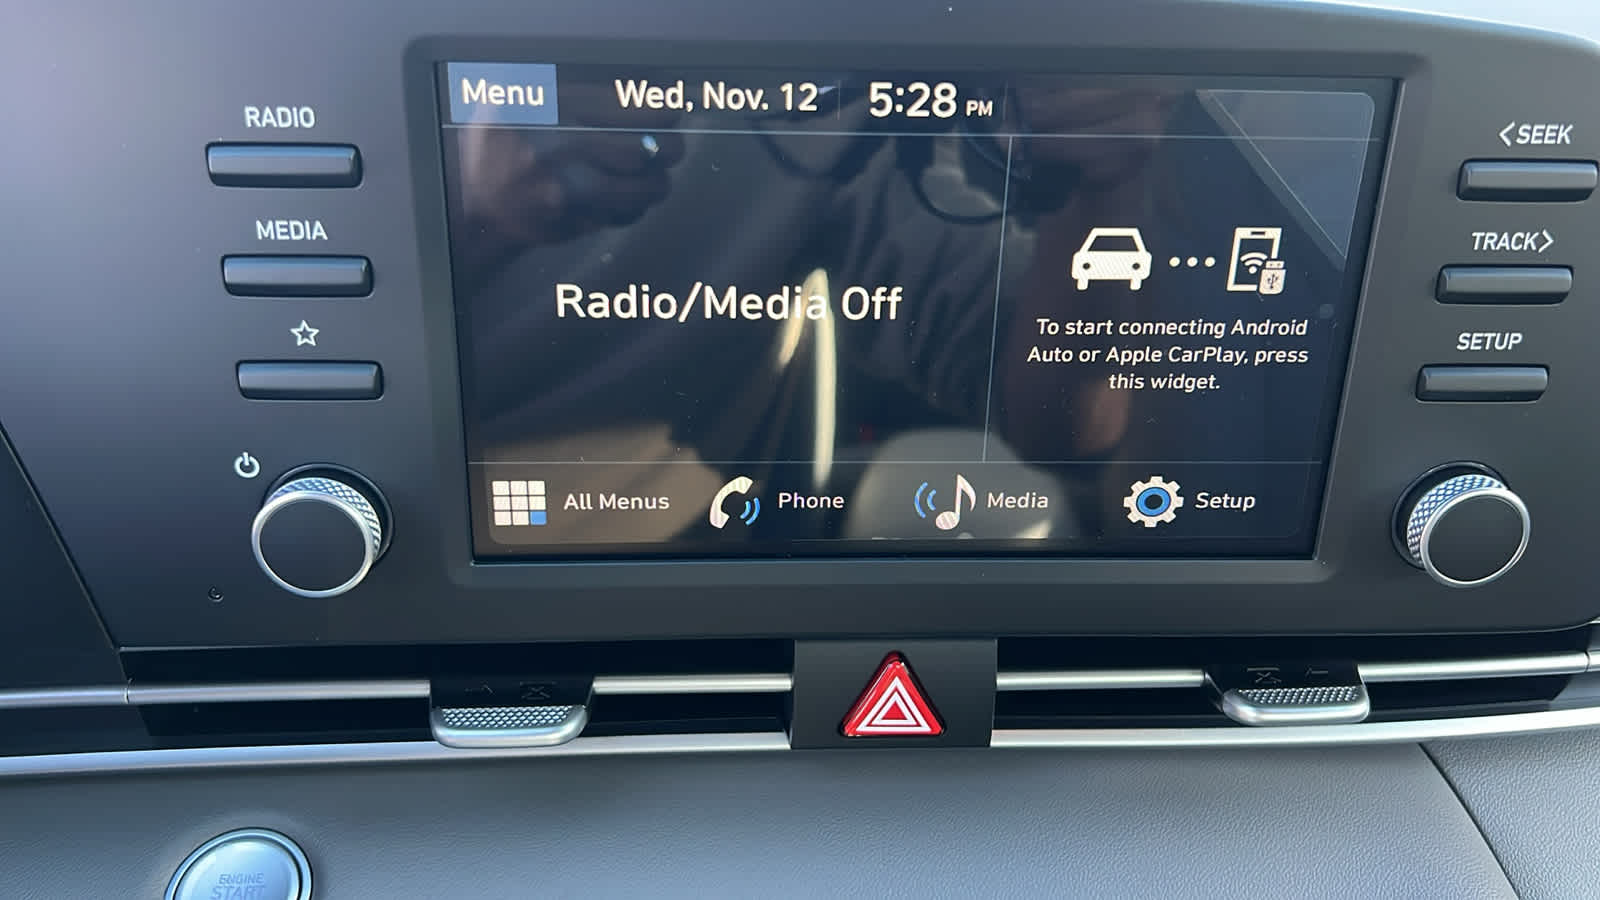 RADIO
MEDIA
Menu
Wed, Nov. 12
5:28 PM
Radio/Media Off
To start connecting Android
Auto or Apple CarPlay, press
this widget.
All Menus
Phone
Media
Setup
<SEEK
TRACK>
SETUP
ENGINE
START